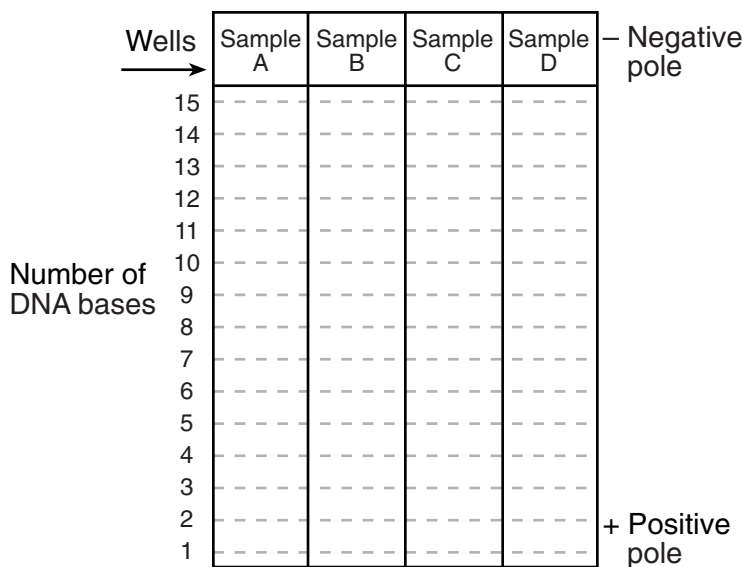 Wells
Sample A
Sample B
Sample C
Sample D
– Negative pole
15
14
13
12
11
10
Number of DNA bases
9
8
7
6
5
4
3
2
1
+ Positive pole